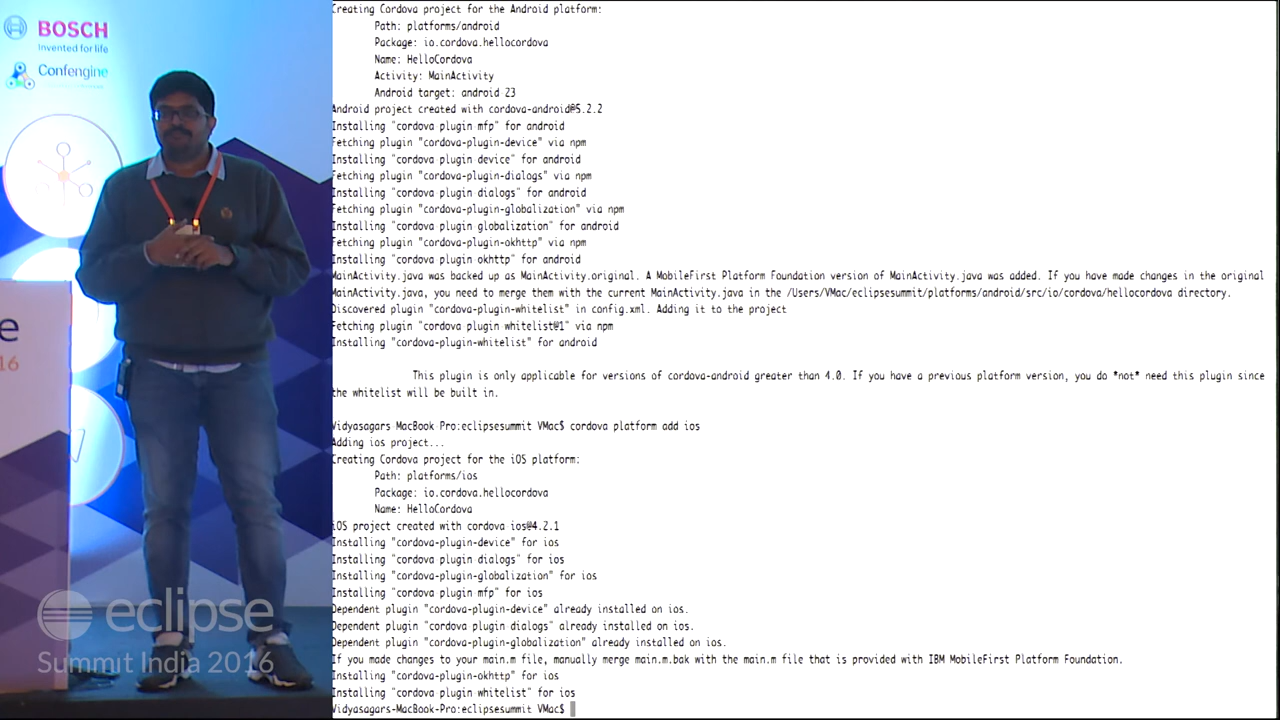 BOSCH
Invented for life
Confengine
e
16
eclipse
Summit India 2016
Creating Cordova project for the Android platform:
Path: platforms/android
Package: io.cordova.hellocordova
Name: HelloCordova
Activity: MainActivity
Android target: android 23
Android project created with cordova-android@5.2.2
Installing "cordova plugin mfp" for android
Fetching plugin "cordova-plugin-device" via npm
Installing "cordova plugin device" for android
Fetching plugin "cordova-plugin-dialogs" via npm
Installing "cordova plugin dialogs" for android
Fetching plugin "cordova-plugin-globalization" via npm
Installing "cordova plugin globalization" for android
Fetching plugin "cordova-plugin-okhttp" via npm
Installing "cordova plugin okhttp" for android
MainActivity.java was backed up as MainActivity.original. A MobileFirst Platform Foundation version of MainActivity.java was added. If you have made changes in the original
MainActivity.java, you need to merge them with the current MainActivity.java in the /Users/VMac/eclipsesummit/platforms/android/src/io/cordova/hellocordova directory.
Discovered plugin "cordova-plugin-whitelist" in config.xml. Adding it to the project
Fetching plugin "cordova plugin whitelist@1" via npm
Installing "cordova-plugin-whitelist" for android
This plugin is only applicable for versions of cordova-android greater than 4.0. If you have a previous platform version, you do *not* need this plugin since
the whitelist will be built in.
Vidyasagars MacBook Pro:eclipsesummit VMac$ cordova platform add ios
Adding ios project...
Creating Cordova project for the iOS platform:
Path: platforms/ios
Package: io.cordova.hellocordova
Name: HelloCordova
iOS project created with cordova ios@4.2.1
Installing "cordova-plugin-device" for ios
Installing "cordova plugin dialogs" for ios
Installing "cordova-plugin-globalization" for ios
Installing "cordova plugin mfp" for ios
Dependent plugin "cordova-plugin-device" already installed on ios.
Dependent plugin "cordova plugin dialogs" already installed on ios.
Dependent plugin "cordova-plugin-globalization" already installed on ios.
If you made changes to your main.m file, manually merge main.m.bak with the main.m file that is provided with IBM MobileFirst Platform Foundation.
Installing "cordova-plugin-okhttp" for ios
Installing "cordova plugin whitelist" for ios
Vidyasagars-MacBook-Pro:eclipsesummit VMac$